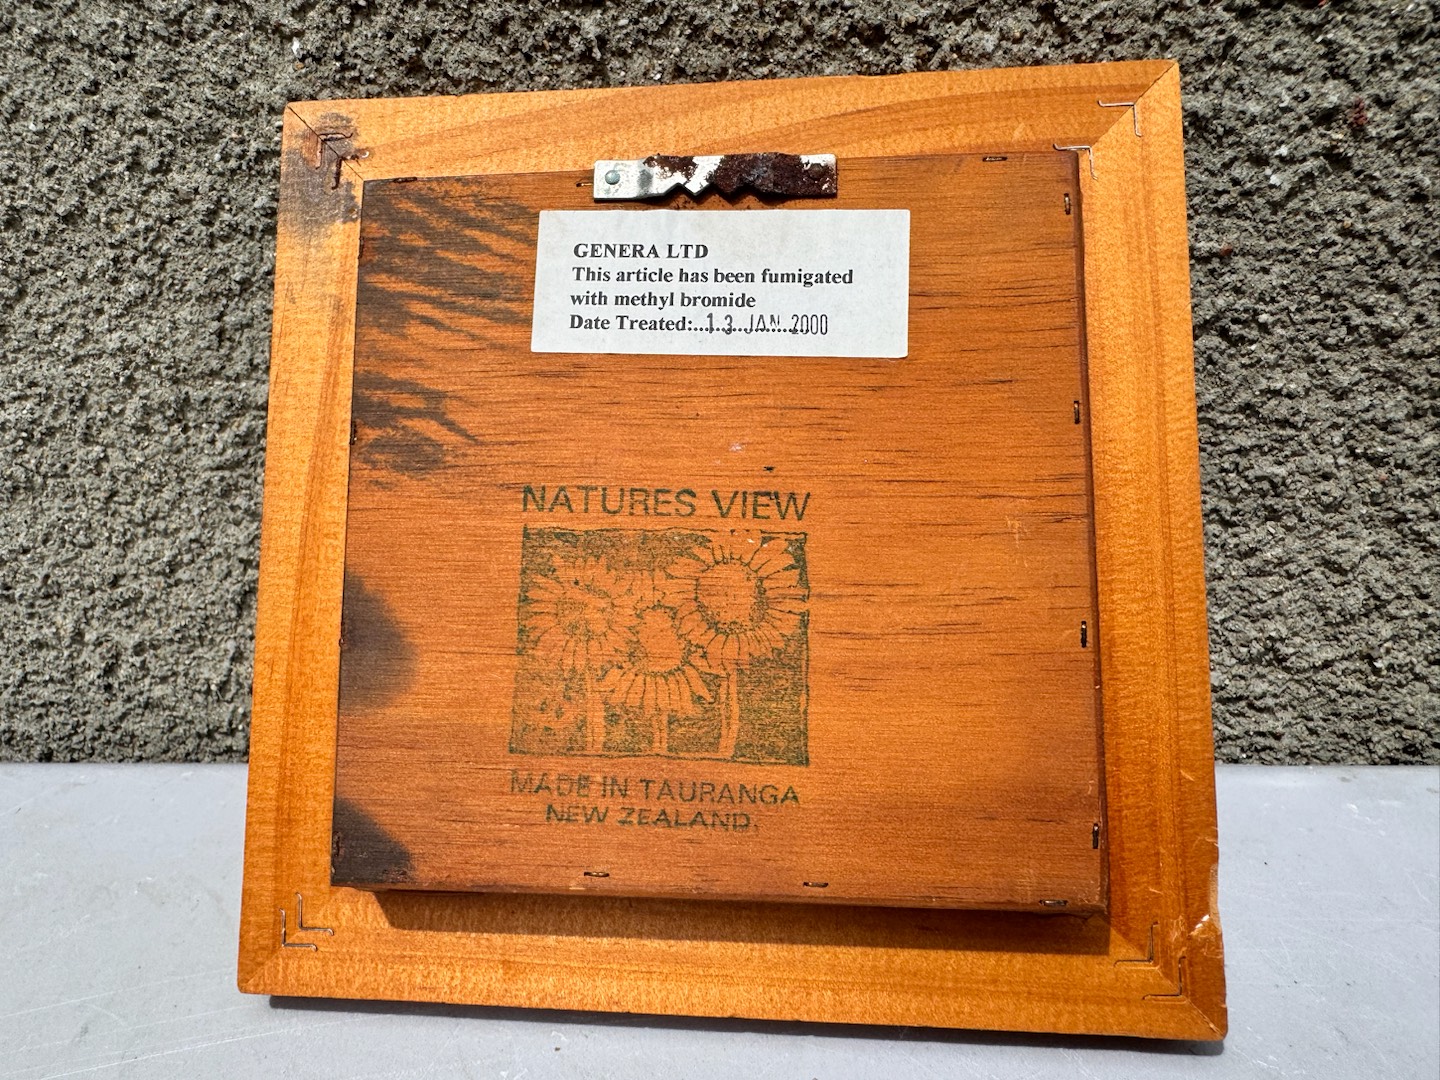 GENERA LTD
This article has been fumigated
with methyl bromide
Date Treated:...13 JAN 2000
NATURES VIEW
MADE IN TAURANGA
NEW ZEALAND.